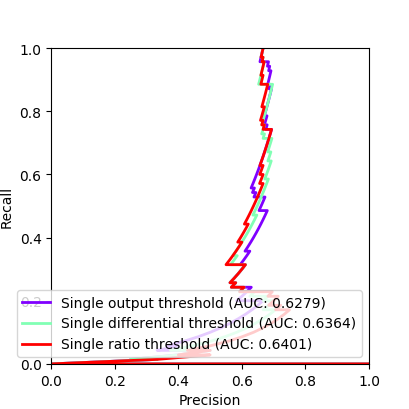 1.0
0.8
0.6
0.4
0.2
0.0
Recall
Single output threshold (AUC: 0.6279)
Single differential threshold (AUC: 0.6364)
Single ratio threshold (AUC: 0.6401)
0.0 0.2 0.4 0.6 0.8 1.0
Precision